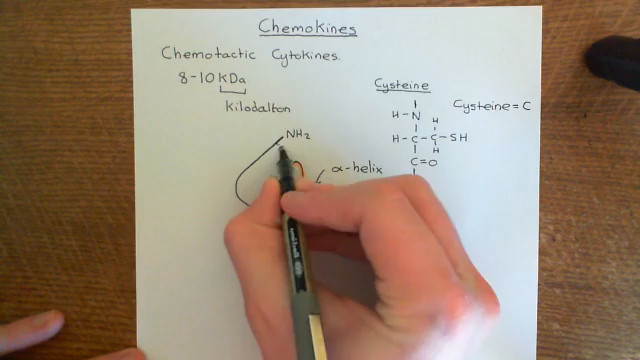 Chemokines
Chemotactic Cytokines.
8-10 kDa
kilodalton
NH₂
α-helix
Cysteine
Cysteine = C
H-N H
H-C-C-SH
H
C=O